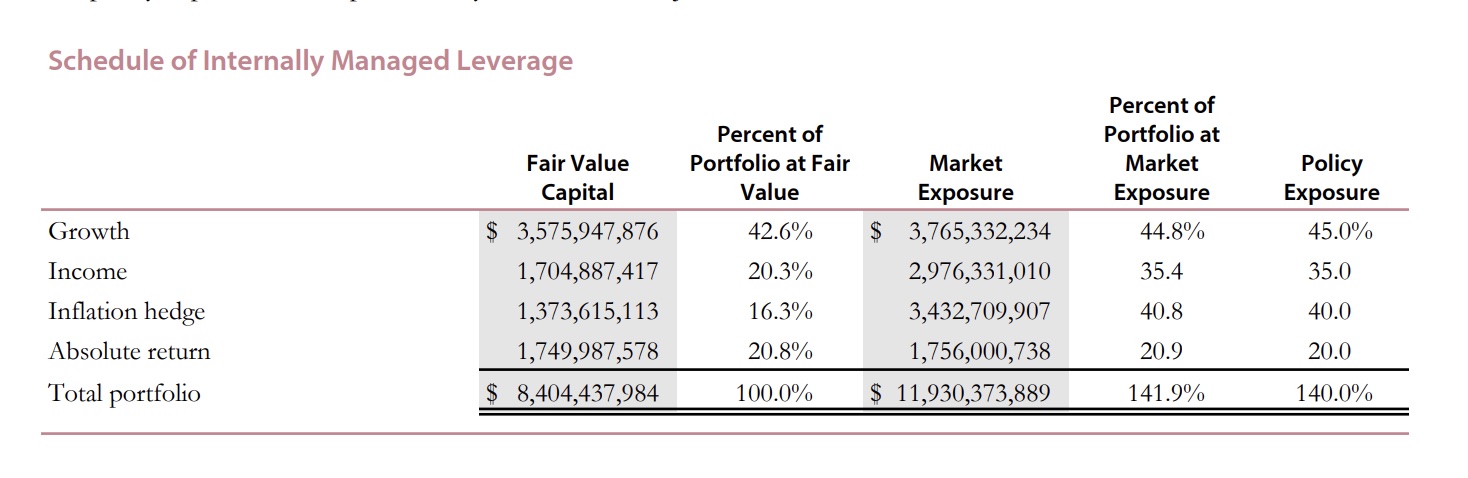 Schedule of Internally Managed Leverage
Percent of
Percent of Portfolio at
Fair Value Portfolio at Fair Market Market Policy
Capital Value Exposure Exposure Exposure
Growth $ 3,575,947,876 42.6% $ 3,765,332,234 44.8% 45.0%
Income 1,704,887,417 20.3% 2,976,331,010 35.4 35.0
Inflation hedge 1,373,615,113 16.3% 3,432,709,907 40.8 40.0
Absolute return 1,749,987,578 20.8% 1,756,000,738 20.9 20.0
Total portfolio $ 8,404,437,984 100.0% $ 11,930,373,889 141.9% 140.0%